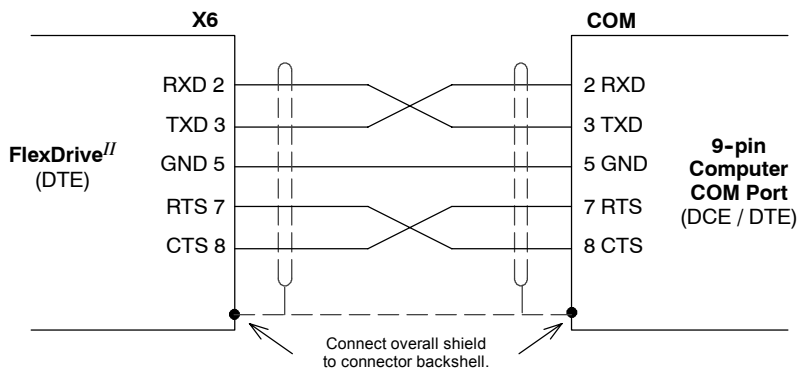 X6
COM
RXD 2
2 RXD
TXD 3
3 TXD
FlexDriveII
(DTE)
GND 5
5 GND
9-pin
Computer
COM Port
(DCE / DTE)
RTS 7
7 RTS
CTS 8
8 CTS
Connect overall shield
to connector backshell.